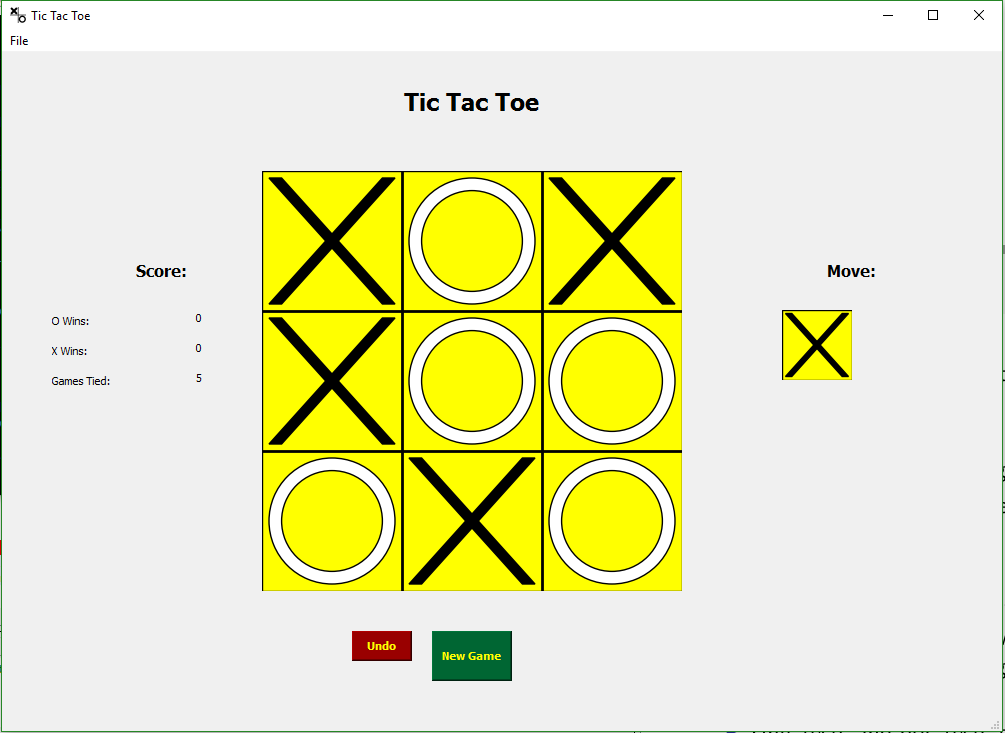 Tic Tac Toe
File
Tic Tac Toe
Score:
Move:
O Wins: 0
X Wins: 0
Games Tied: 5
Undo
New Game